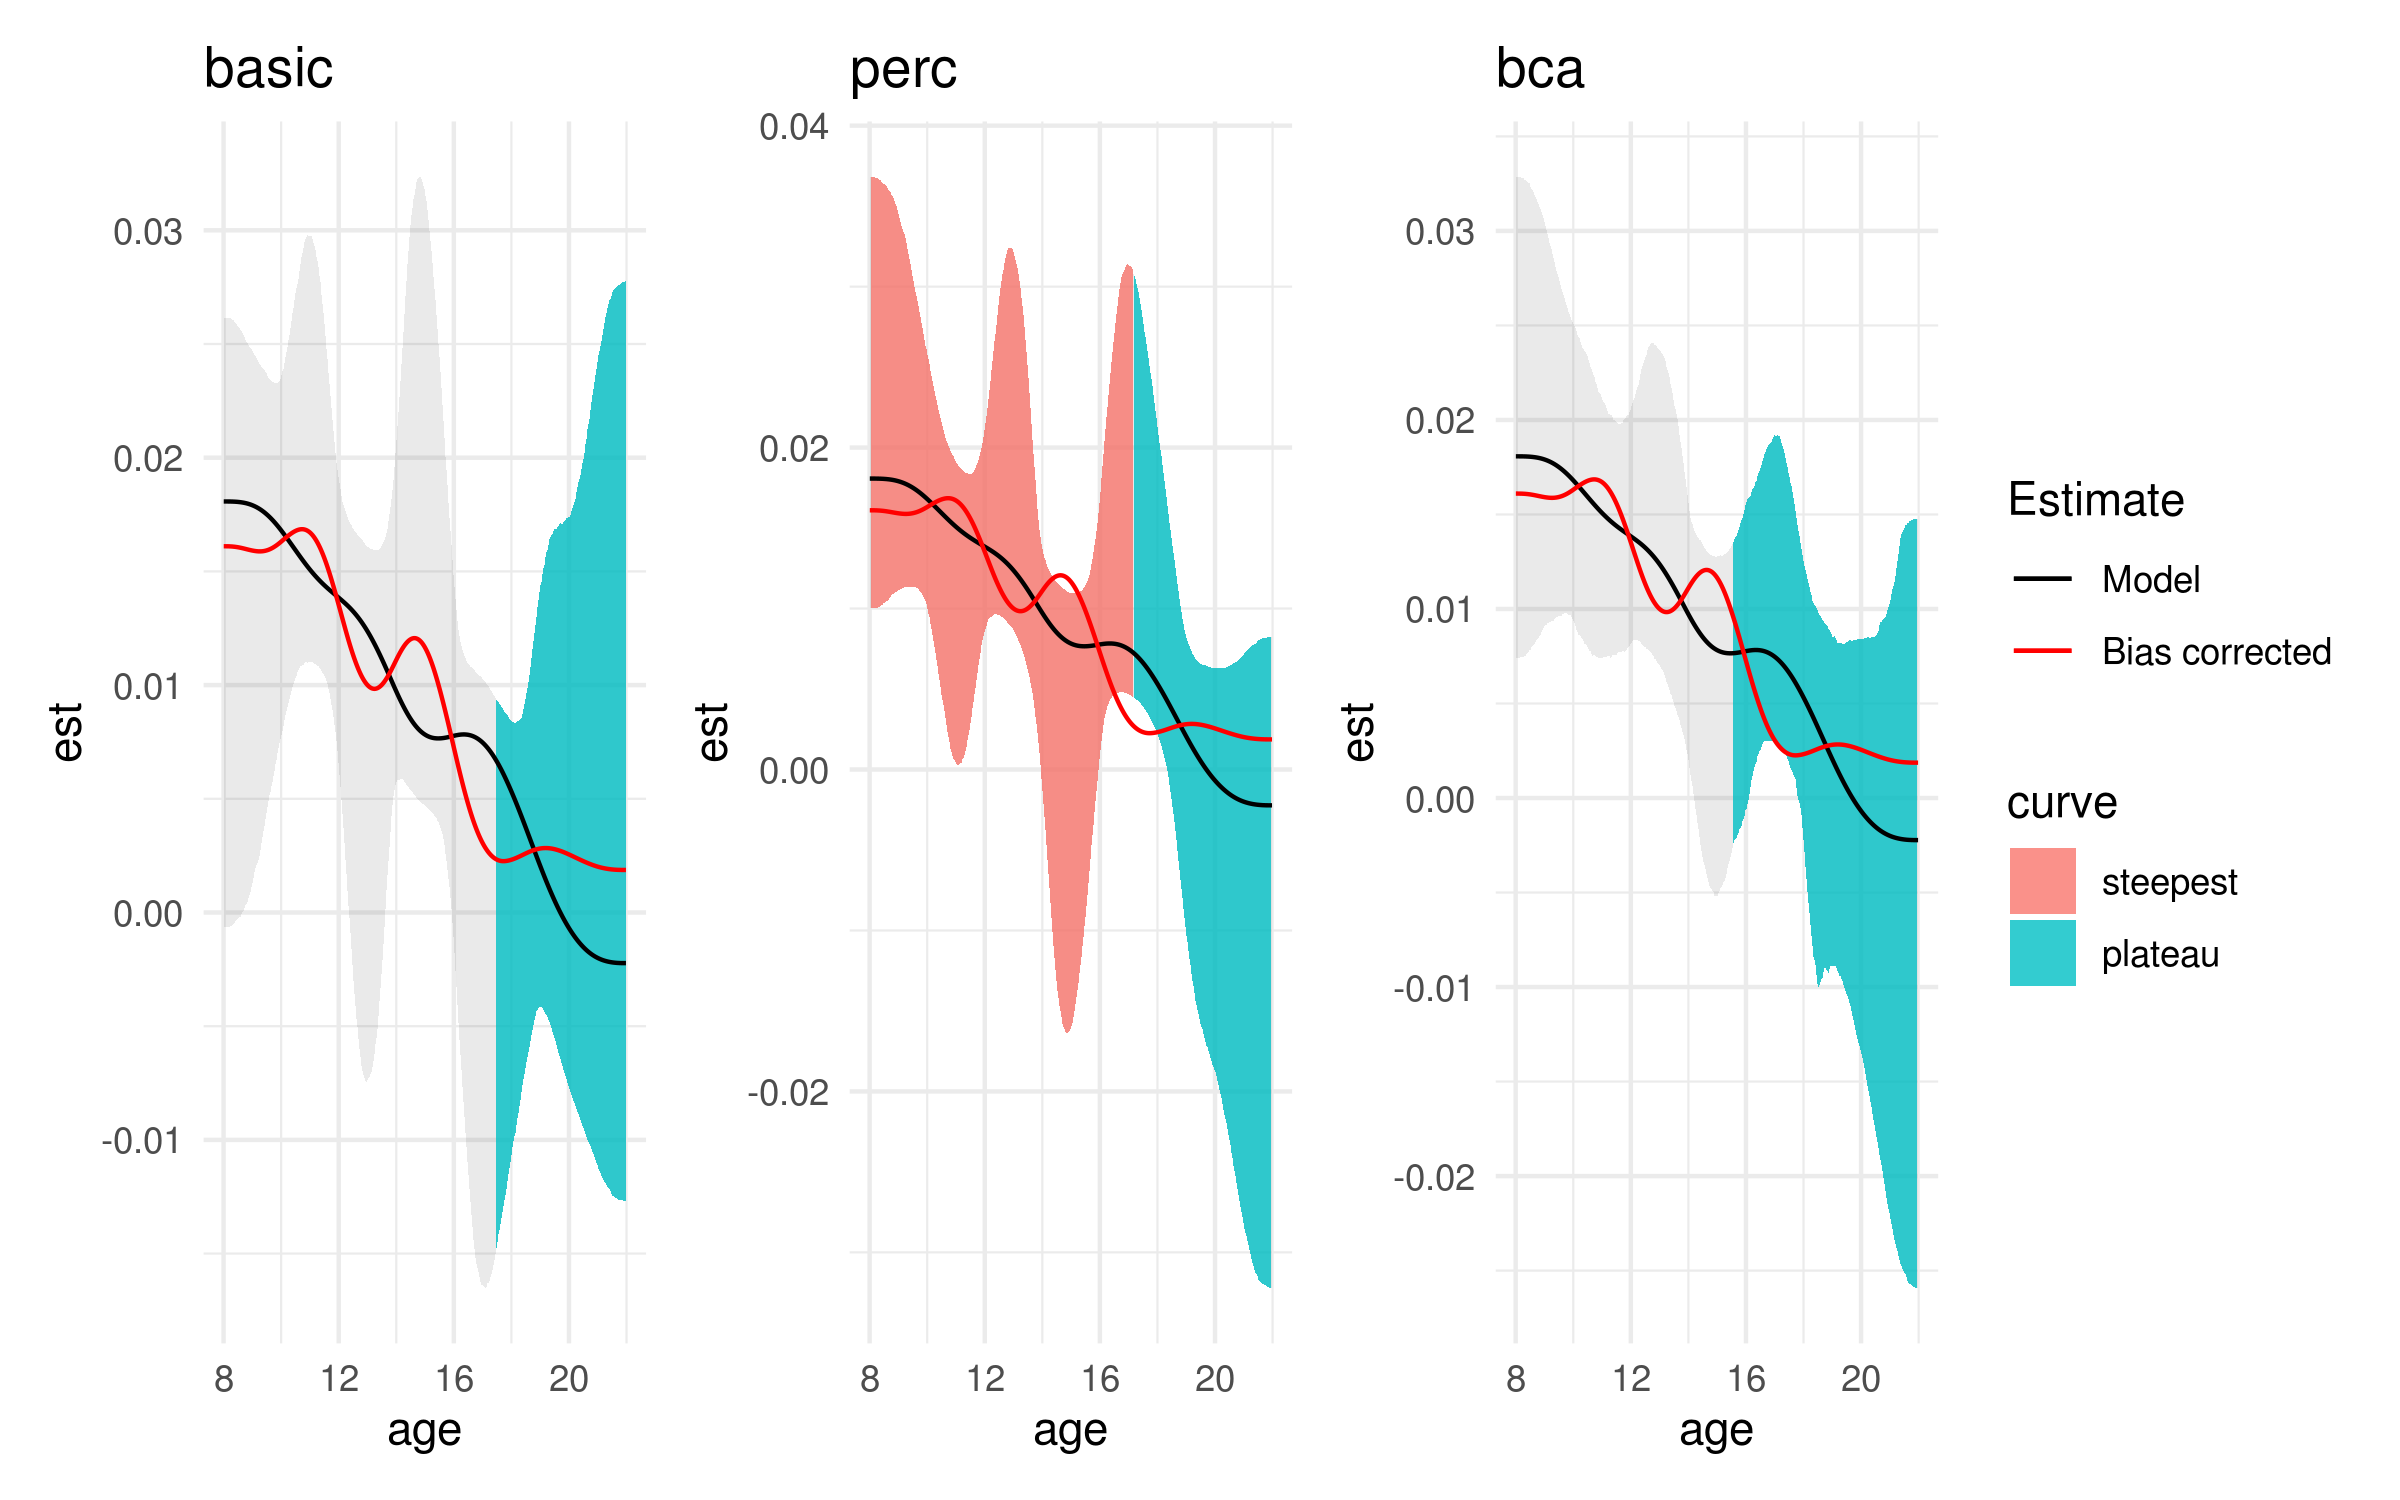 basic
perc
bca
0.03
0.02
0.01
0.00
-0.01
est
8 12 16 20
age
0.04
0.02
0.00
-0.02
est
8 12 16 20
age
0.03
0.02
0.01
0.00
-0.01
-0.02
est
8 12 16 20
age
Estimate
Model
Bias corrected
curve
steepest
plateau